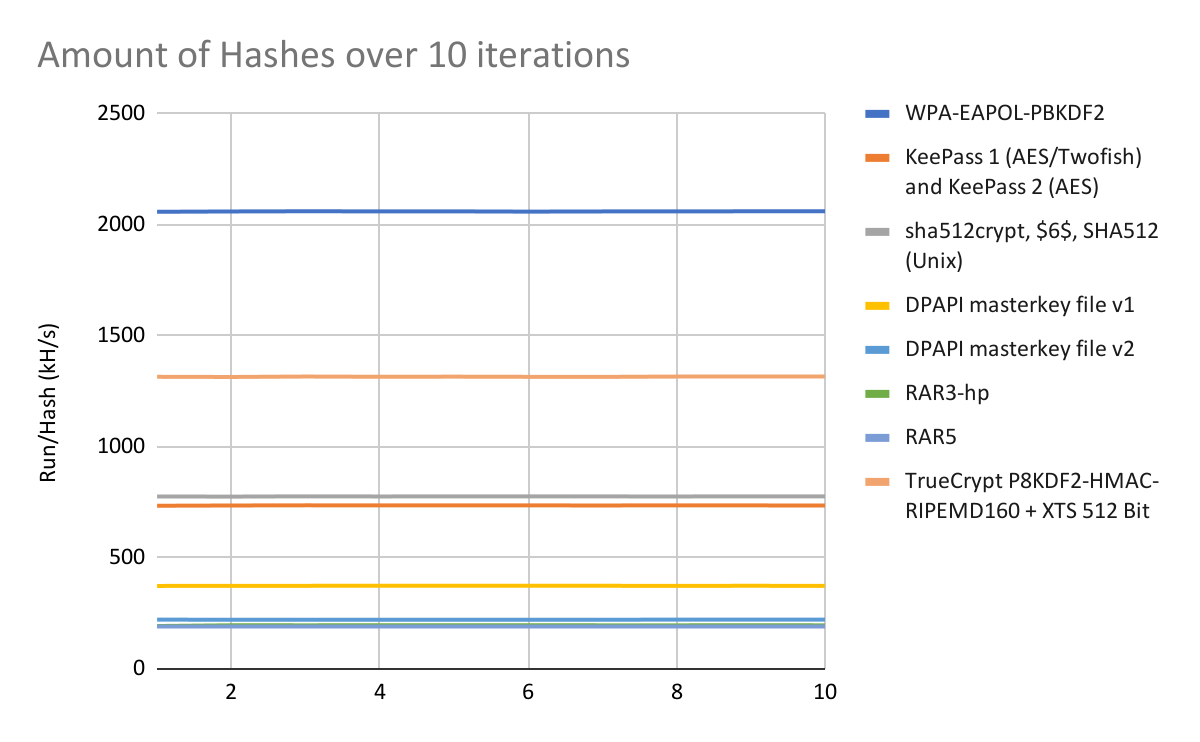 Amount of Hashes over 10 iterations
2500
2000
1500
1000
500
0
Run/Hash (kH/s)
2
4
6
8
10
WPA-EAPOL-PBKDF2
KeePass 1 (AES/Twofish)
and KeePass 2 (AES)
sha512crypt, $6$, SHA512
(Unix)
DPAPI masterkey file v1
DPAPI masterkey file v2
RAR3-hp
RAR5
TrueCrypt P8KDF2-HMAC-
RIPEMD160 + XTS 512 Bit